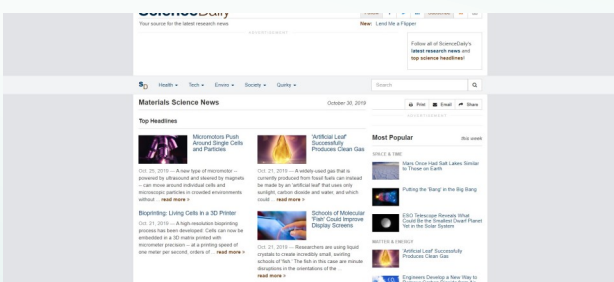 ScienceDaily
Your source for the latest research news
New: Lend Me a Flipper
ADVERTISEMENT
Follow all of ScienceDaily's
latest research news and
top science headlines!
SD Health Tech Enviro Society Quirky
Search
Materials Science News
October 30, 2019
Print Email Share
ADVERTISEMENT
Top Headlines
Micromotors Push
Around Single Cells
and Particles
Oct. 25, 2019 — A new type of micromotor --
powered by ultrasound and steered by magnets
-- can move around individual cells and
microscopic particles in crowded environments
without ... read more »
'Artificial Leaf'
Successfully
Produces Clean Gas
Oct. 21, 2019 — A widely-used gas that is
currently produced from fossil fuels can instead
be made by an 'artificial leaf' that uses only
sunlight, carbon dioxide and water, and which
could ... read more »
Bioprinting: Living Cells in a 3D Printer
Oct. 21, 2019 — A high-resolution bioprinting
process has been developed: Cells can now be
embedded in a 3D matrix printed with
micrometer precision -- at a printing speed of
one meter per second, orders of ... read more »
Schools of Molecular
'Fish' Could Improve
Display Screens
Oct. 21, 2019 — Researchers are using liquid
crystals to create incredibly small, swirling
schools of 'fish.' The fish in this case are minute
disruptions in the orientations of the ...
read more »
Most Popular
this week
SPACE & TIME
Mars Once Had Salt Lakes Similar
to Those on Earth
Putting the 'Bang' in the Big Bang
ESO Telescope Reveals What
Could Be the Smallest Dwarf Planet
Yet in the Solar System
MATTER & ENERGY
'Artificial Leaf' Successfully
Produces Clean Gas
Engineers Develop a New Way to